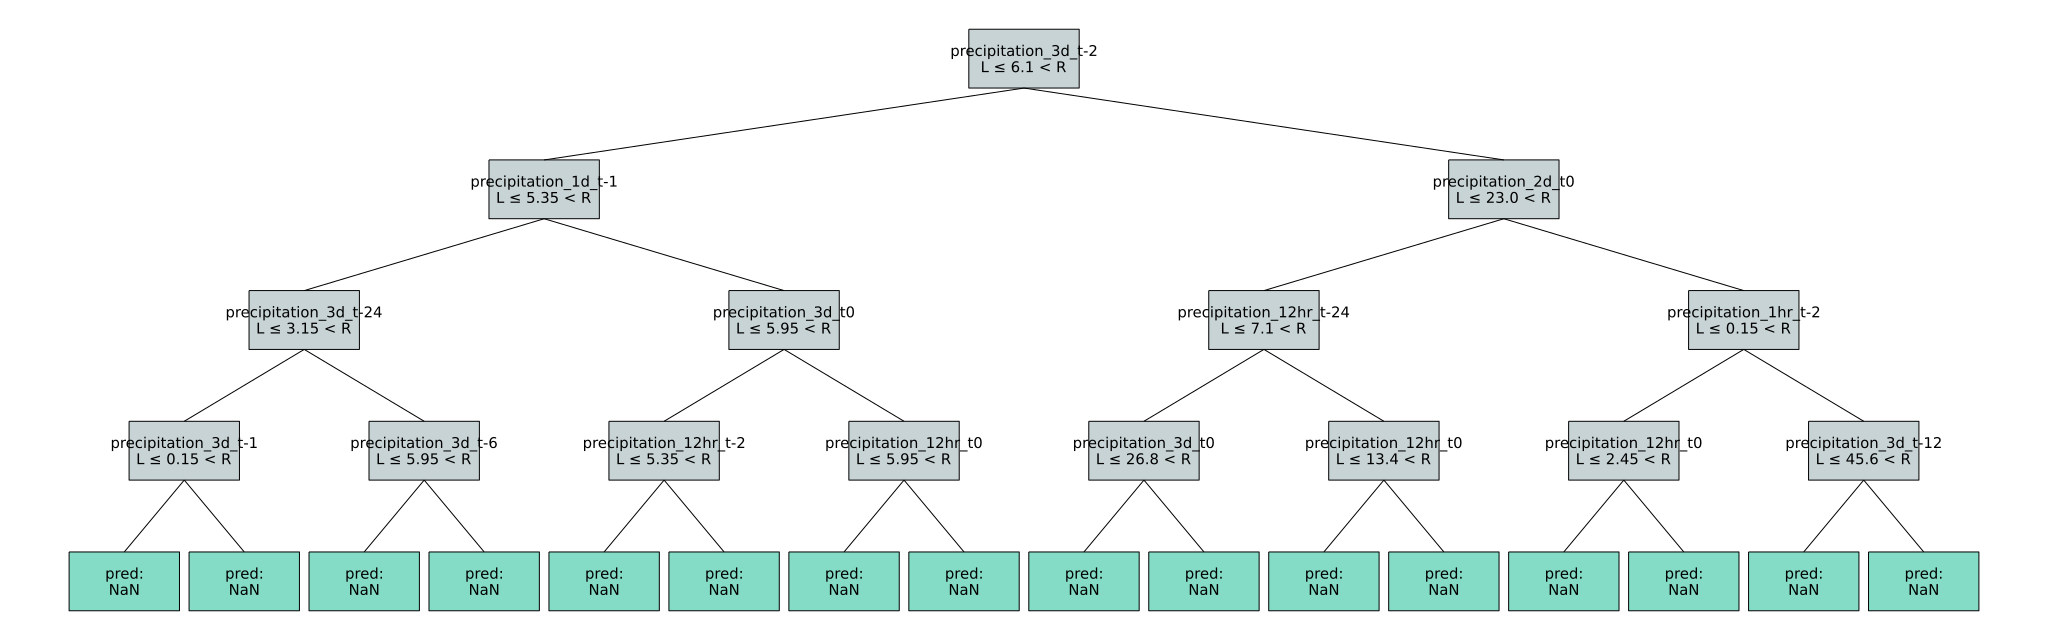 precipitation_3d_t-2
L ≤ 6.1 < R
precipitation_1d_t-1
L ≤ 5.35 < R
precipitation_2d_t0
L ≤ 23.0 < R
precipitation_3d_t-24
L ≤ 3.15 < R
precipitation_3d_t0
L ≤ 5.95 < R
precipitation_12hr_t-24
L ≤ 7.1 < R
precipitation_1hr_t-2
L ≤ 0.15 < R
precipitation_3d_t-1
L ≤ 0.15 < R
precipitation_3d_t-6
L ≤ 5.95 < R
precipitation_12hr_t-2
L ≤ 5.35 < R
precipitation_12hr_t0
L ≤ 5.95 < R
precipitation_3d_t0
L ≤ 26.8 < R
precipitation_12hr_t0
L ≤ 13.4 < R
precipitation_12hr_t0
L ≤ 2.45 < R
precipitation_3d_t-12
L ≤ 45.6 < R
pred:
NaN
pred:
NaN
pred:
NaN
pred:
NaN
pred:
NaN
pred:
NaN
pred:
NaN
pred:
NaN
pred:
NaN
pred:
NaN
pred:
NaN
pred:
NaN
pred:
NaN
pred:
NaN
pred:
NaN
pred:
NaN